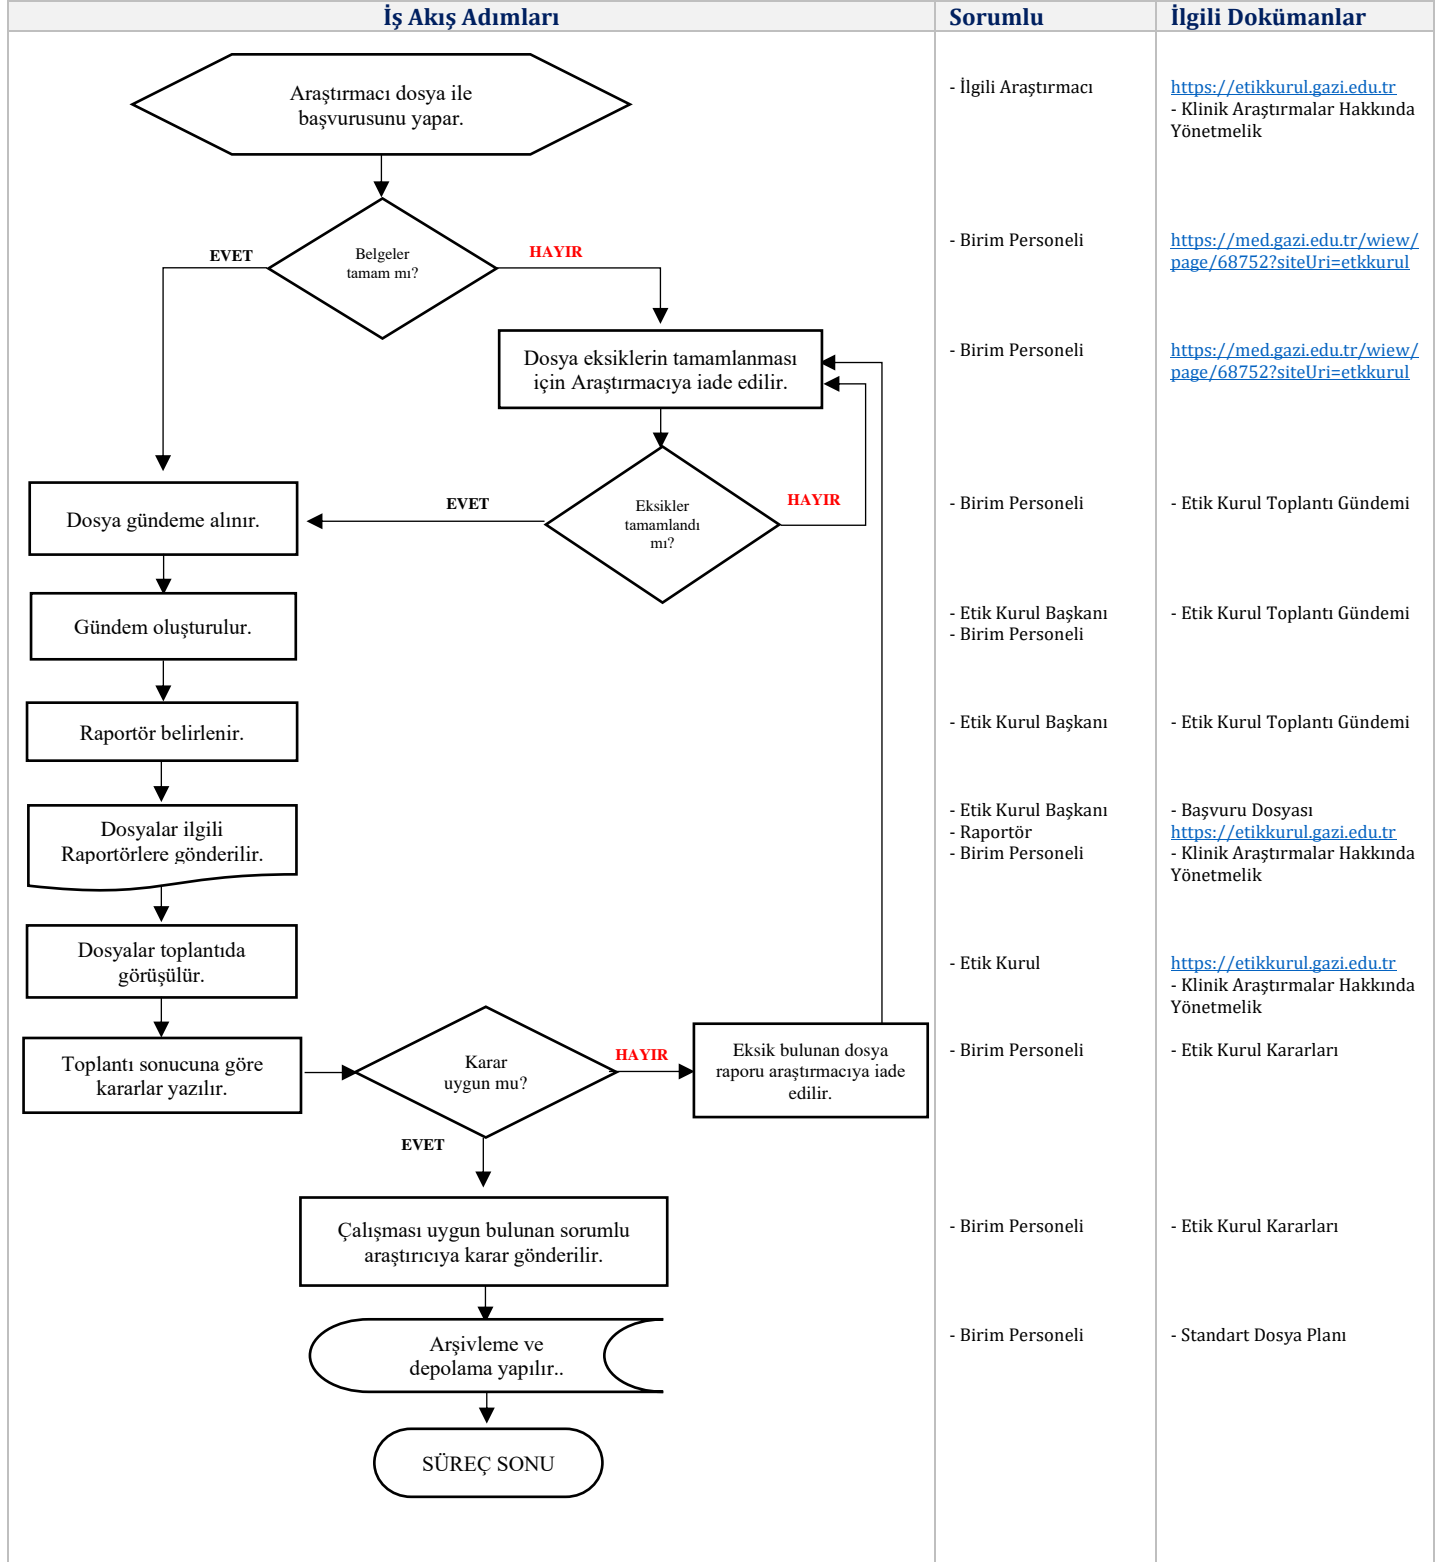 İş Akış Adımları
Sorumlu
İlgili Dokümanlar
Araştırmacı dosya ile
başvurusunu yapar.
- İlgili Araştırmacı
https://etikkurul.gazi.edu.tr
- Klinik Araştırmalar Hakkında
Yönetmelik
EVET
Belgeler
tamam mı?
HAYIR
- Birim Personeli
https://med.gazi.edu.tr/wiew/
page/68752?siteUri=etkkurul
Dosya eksiklerin tamamlanması
için Araştırmacıya iade edilir.
- Birim Personeli
https://med.gazi.edu.tr/wiew/
page/68752?siteUri=etkkurul
Dosya gündeme alınır.
EVET
Eksikler
tamamlandı
mı?
HAYIR
- Birim Personeli
- Etik Kurul Toplantı Gündemi
Gündem oluşturulur.
- Etik Kurul Başkanı
- Birim Personeli
- Etik Kurul Toplantı Gündemi
Raportör belirlenir.
- Etik Kurul Başkanı
- Etik Kurul Toplantı Gündemi
Dosyalar ilgili
Raportörlere gönderilir.
- Etik Kurul Başkanı
- Raportör
- Birim Personeli
- Başvuru Dosyası
https://etikkurul.gazi.edu.tr
- Klinik Araştırmalar Hakkında
Yönetmelik
Dosyalar toplantıda
görüşülür.
- Etik Kurul
https://etikkurul.gazi.edu.tr
- Klinik Araştırmalar Hakkında
Yönetmelik
Toplantı sonucuna göre
kararlar yazılır.
Karar
uygun mu?
HAYIR
Eksik bulunan dosya
raporu araştırmacıya iade
edilir.
- Birim Personeli
- Etik Kurul Kararları
EVET
Çalışması uygun bulunan sorumlu
araştırıcıya karar gönderilir.
- Birim Personeli
- Etik Kurul Kararları
Arşivleme ve
depolama yapılır..
- Birim Personeli
- Standart Dosya Planı
SÜREÇ SONU